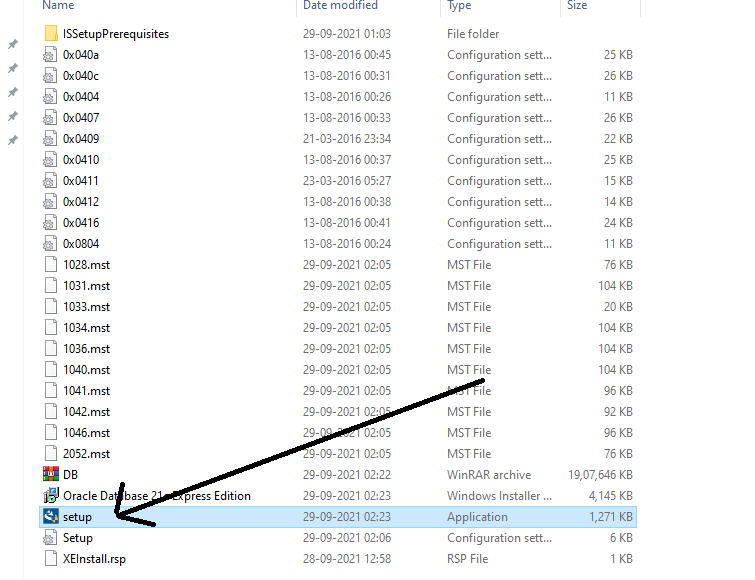 Name Date modified Type Size
ISSetupPrerequisites 29-09-2021 01:03 File folder
0x040a 13-08-2016 00:45 Configuration sett... 25 KB
0x040c 13-08-2016 00:31 Configuration sett... 26 KB
0x0404 13-08-2016 00:26 Configuration sett... 11 KB
0x0407 13-08-2016 00:33 Configuration sett... 26 KB
0x0409 21-03-2016 23:34 Configuration sett... 22 KB
0x0410 13-08-2016 00:37 Configuration sett... 25 KB
0x0411 23-03-2016 05:27 Configuration sett... 15 KB
0x0412 13-08-2016 00:38 Configuration sett... 14 KB
0x0416 13-08-2016 00:41 Configuration sett... 24 KB
0x0804 13-08-2016 00:24 Configuration sett... 11 KB
1028.mst 29-09-2021 02:05 MST File 76 KB
1031.mst 29-09-2021 02:05 MST File 104 KB
1033.mst 29-09-2021 02:05 MST File 20 KB
1034.mst 29-09-2021 02:05 MST File 104 KB
1036.mst 29-09-2021 02:05 MST File 104 KB
1040.mst 29-09-2021 02:05 MST File 104 KB
1041.mst 29-09-2021 02:05 MST File 96 KB
1042.mst 29-09-2021 02:05 MST File 92 KB
1046.mst 29-09-2021 02:05 MST File 96 KB
2052.mst 29-09-2021 02:05 MST File 76 KB
DB 29-09-2021 02:22 WinRAR archive 19,07,646 KB
Oracle Database 21c Express Edition 29-09-2021 02:23 Windows Installer ... 4,145 KB
setup 29-09-2021 02:23 Application 1,271 KB
Setup 29-09-2021 02:06 Configuration sett... 6 KB
XEInstall.rsp 28-09-2021 12:58 RSP File 1 KB